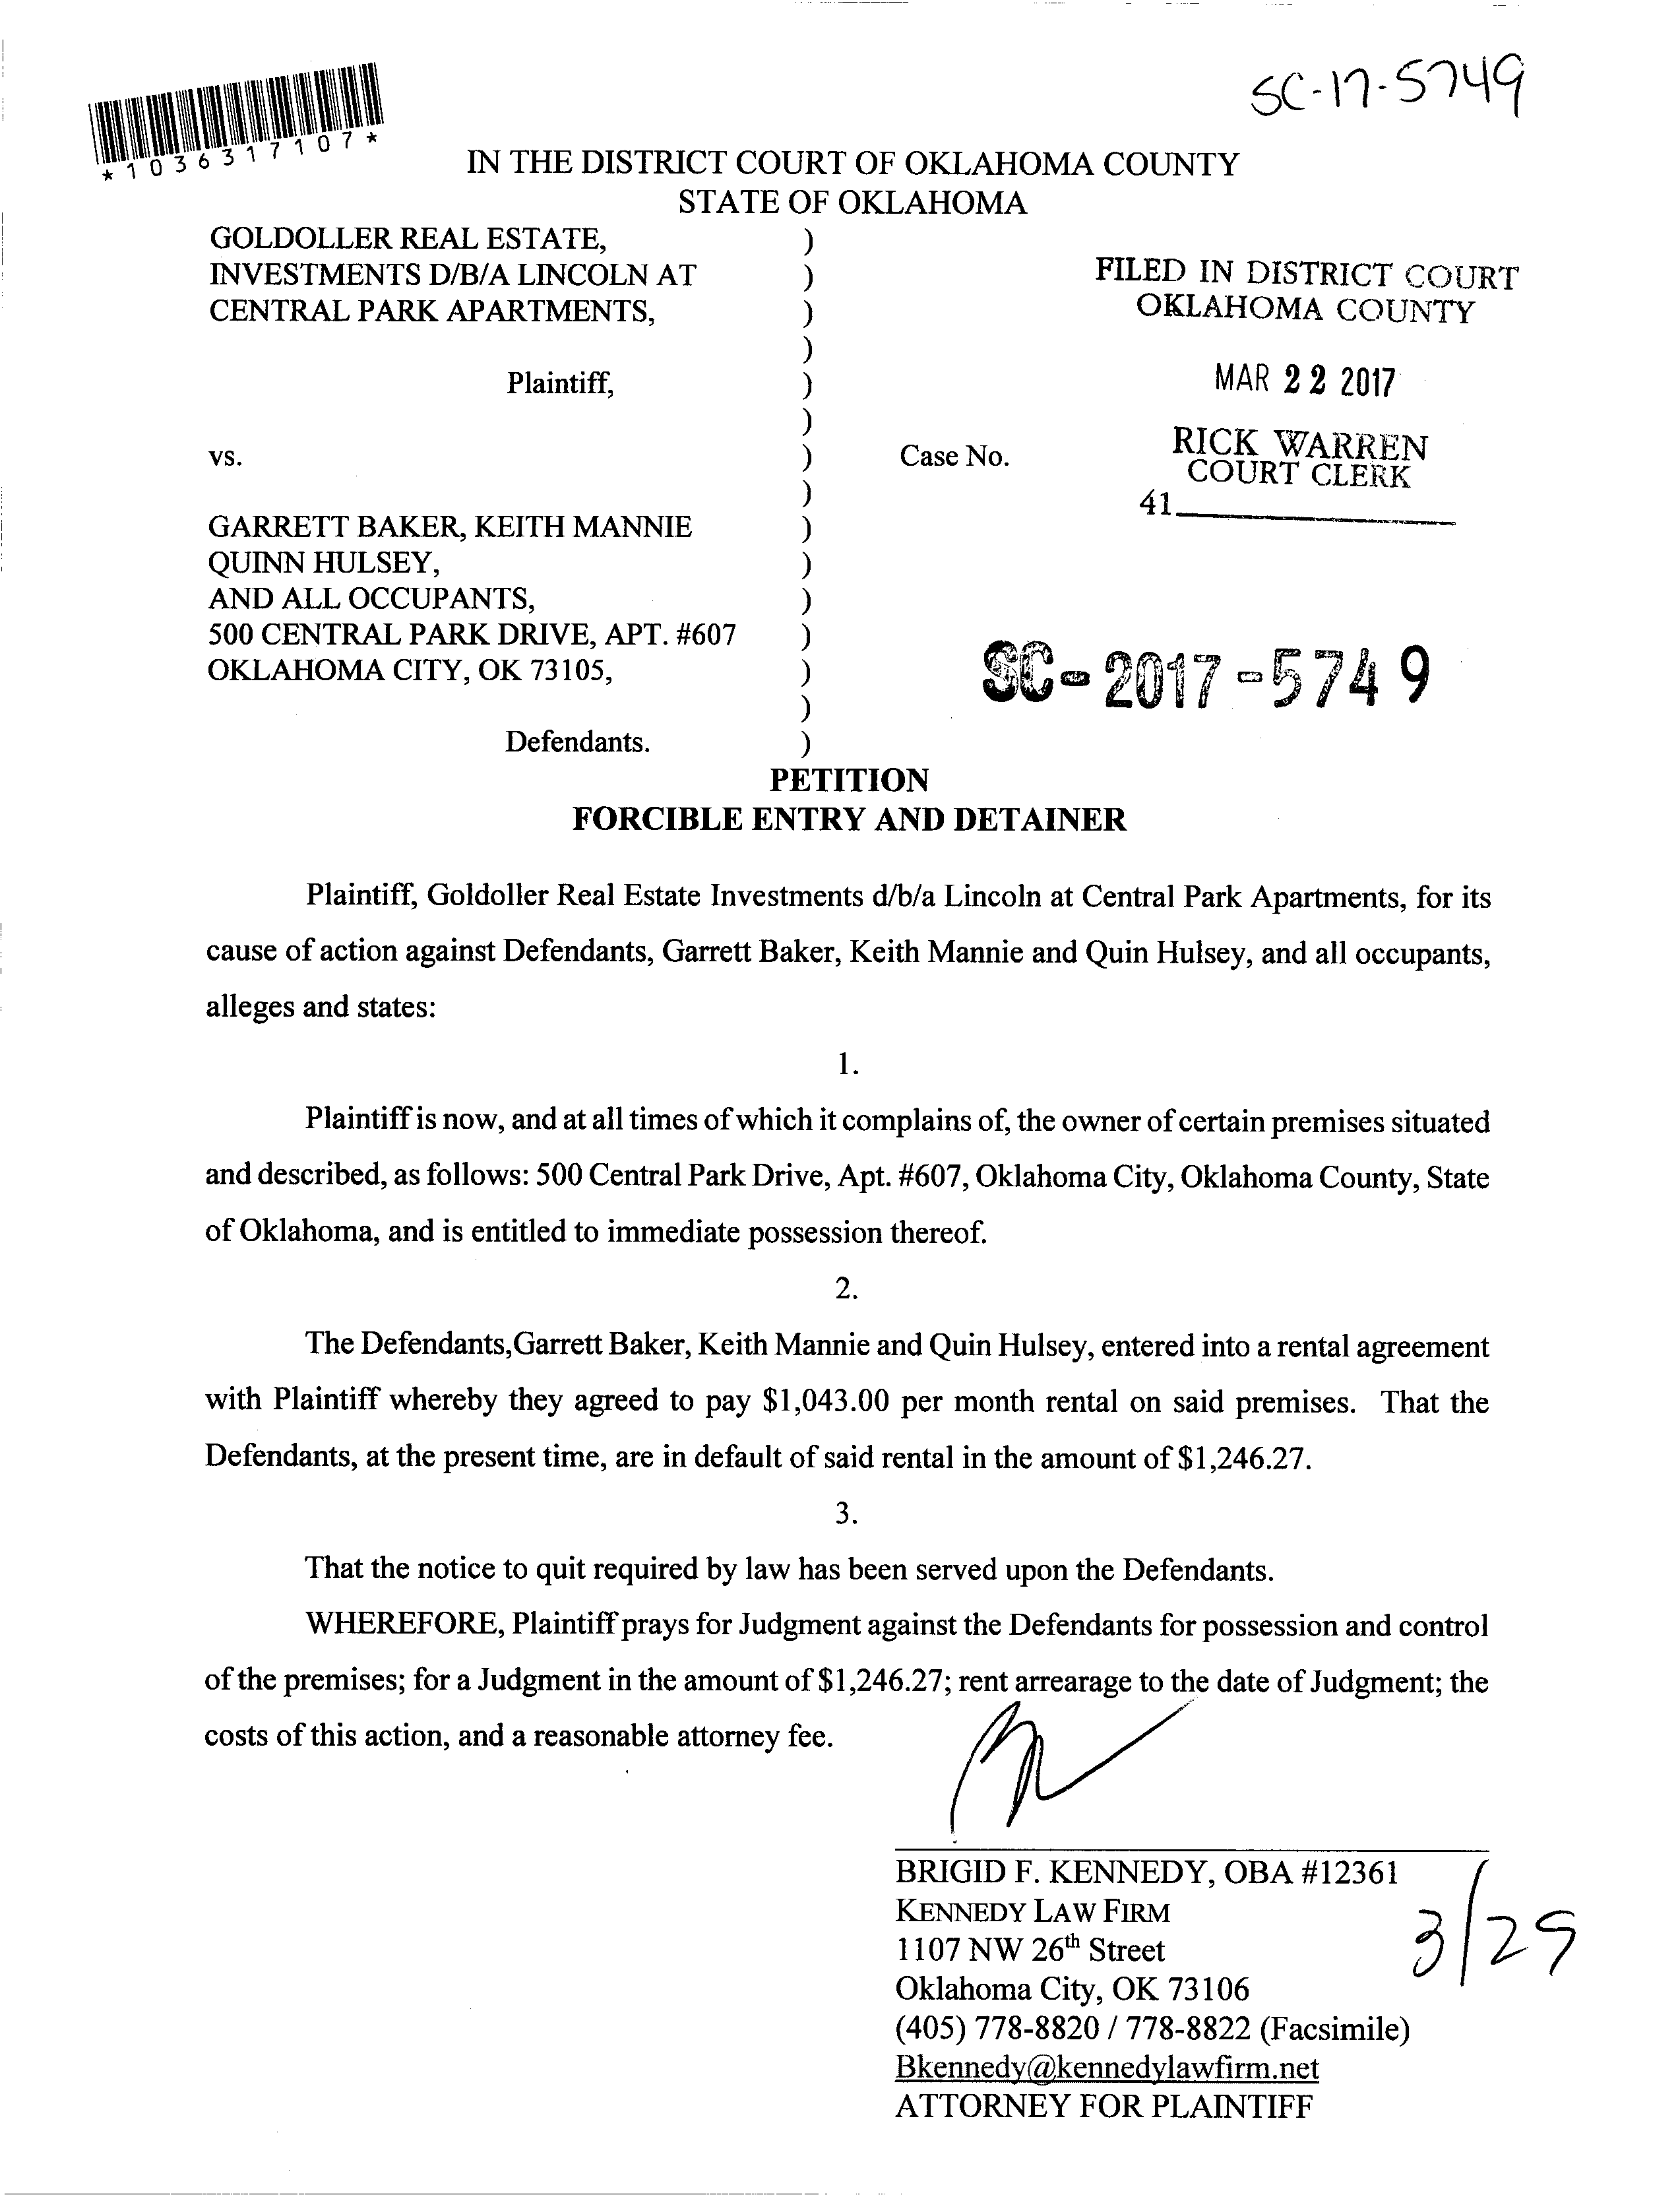 SC-17-5749
*1036317107*
IN THE DISTRICT COURT OF OKLAHOMA COUNTY
STATE OF OKLAHOMA
GOLDOLLER REAL ESTATE, )
INVESTMENTS D/B/A LINCOLN AT )
CENTRAL PARK APARTMENTS, )
)
Plaintiff, )
)
vs. ) Case No.
)
GARRETT BAKER, KEITH MANNIE )
QUINN HULSEY, )
AND ALL OCCUPANTS, )
500 CENTRAL PARK DRIVE, APT. #607 )
OKLAHOMA CITY, OK 73105, )
)
Defendants. )
FILED IN DISTRICT COURT
OKLAHOMA COUNTY
MAR 22 2017
RICK WARREN
COURT CLERK
41
SC-2017-5749
PETITION
FORCIBLE ENTRY AND DETAINER
Plaintiff, Goldoller Real Estate Investments d/b/a Lincoln at Central Park Apartments, for its
cause of action against Defendants, Garrett Baker, Keith Mannie and Quin Hulsey, and all occupants,
alleges and states:
1.
Plaintiff is now, and at all times of which it complains of, the owner of certain premises situated
and described, as follows: 500 Central Park Drive, Apt. #607, Oklahoma City, Oklahoma County, State
of Oklahoma, and is entitled to immediate possession thereof.
2.
The Defendants,Garrett Baker, Keith Mannie and Quin Hulsey, entered into a rental agreement
with Plaintiff whereby they agreed to pay $1,043.00 per month rental on said premises. That the
Defendants, at the present time, are in default of said rental in the amount of $1,246.27.
3.
That the notice to quit required by law has been served upon the Defendants.
WHEREFORE, Plaintiff prays for Judgment against the Defendants for possession and control
of the premises; for a Judgment in the amount of $1,246.27; rent arrearage to the date of Judgment; the
costs of this action, and a reasonable attorney fee.
BRIGID F. KENNEDY, OBA #12361
KENNEDY LAW FIRM
1107 NW 26th Street
Oklahoma City, OK 73106
(405) 778-8820 / 778-8822 (Facsimile)
Bkennedy@kennedylawfirm.net
ATTORNEY FOR PLAINTIFF